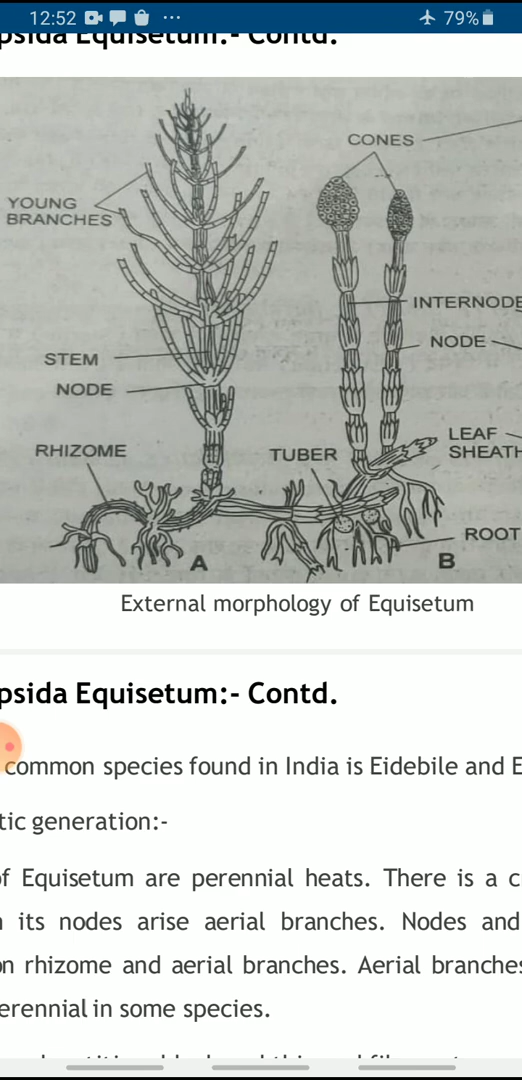 12:52 ... 79%
psida Equisetum:- Contd.
CONES
YOUNG
BRANCHES
INTERNODE
NODE
STEM
NODE
LEAF
SHEATH
RHIZOME
TUBER
ROOT
A
B
External morphology of Equisetum
psida Equisetum:- Contd.
common species found in India is Eidebile and E
tic generation:-
of Equisetum are perennial heats. There is a c
its nodes arise aerial branches. Nodes and
on rhizome and aerial branches. Aerial branches
erennial in some species.